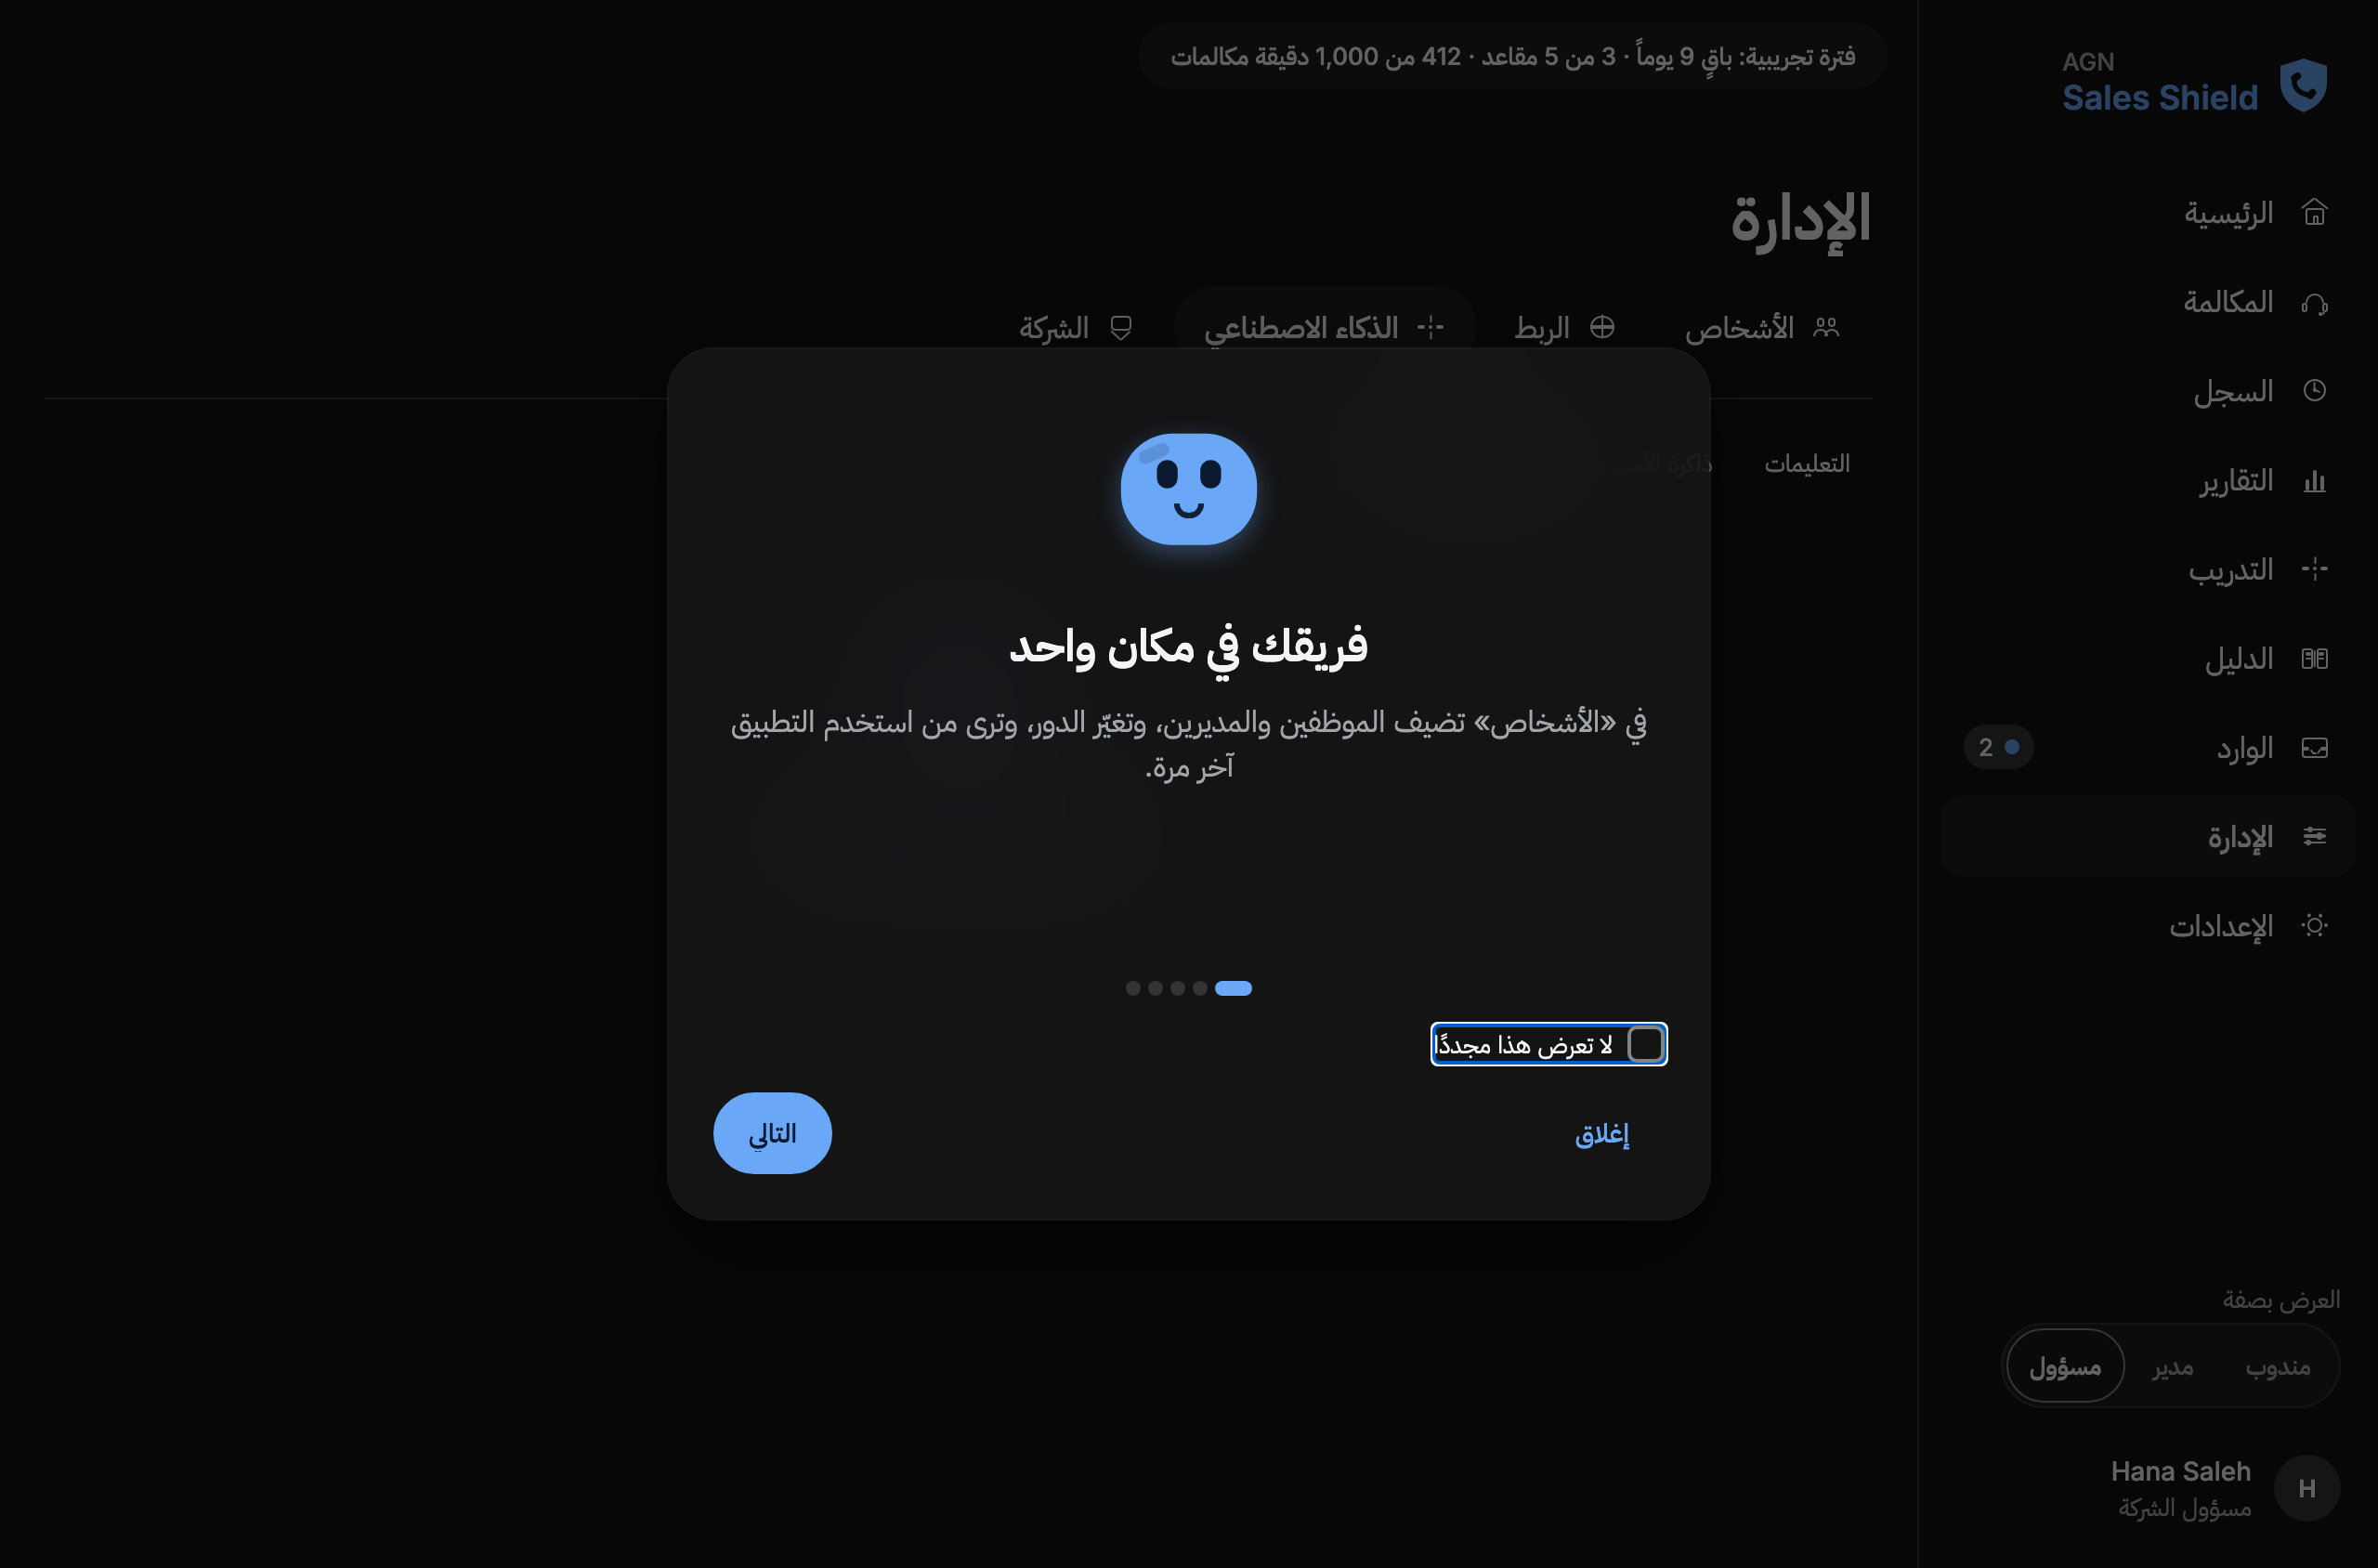 AGN
Sales Shield
الرئيسية
المكالمة
السجل
التقارير
التدريب
الدليل
الوارد
2
الإدارة
الإعدادات
العرض بصفة
مندوب
مدير
مسؤول
Hana Saleh
مسؤول الشركة
H
فترة تجريبية: باقٍ 9 يوماً · 3 من 5 مقاعد · 412 من 1,000 دقيقة مكالمات
الإدارة
الأشخاص
الربط
الذكاء الاصطناعي
الشركة
التعليمات
ذاكرة
فريقك في مكان واحد
في «الأشخاص» تضيف الموظفين والمديرين، وتغيّر الدور، وترى من استخدم التطبيق
آخر مرة.
لا تعرض هذا مجددًا
إغلاق
التالي